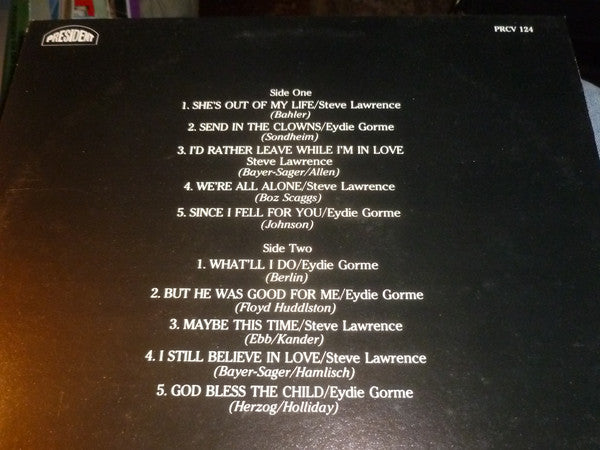 PRESIDENT
PRCV 124
Side One
1. SHE'S OUT OF MY LIFE/Steve Lawrence
(Bahler)
2. SEND IN THE CLOWNS/Eydie Gorme
(Sondheim)
3. I'D RATHER LEAVE WHILE I'M IN LOVE
Steve Lawrence
(Bayer-Sager/Allen)
4. WE'RE ALL ALONE/Steve Lawrence
(Boz Scaggs)
5. SINCE I FELL FOR YOU/Eydie Gorme
(Johnson)
Side Two
1. WHAT'LL I DO/Eydie Gorme
(Berlin)
2. BUT HE WAS GOOD FOR ME/Eydie Gorme
(Floyd Huddlston)
3. MAYBE THIS TIME/Steve Lawrence
(Ebb/Kander)
4. I STILL BELIEVE IN LOVE/Steve Lawrence
(Bayer-Sager/Hamlisch)
5. GOD BLESS THE CHILD/Eydie Gorme
(Herzog/Holliday)